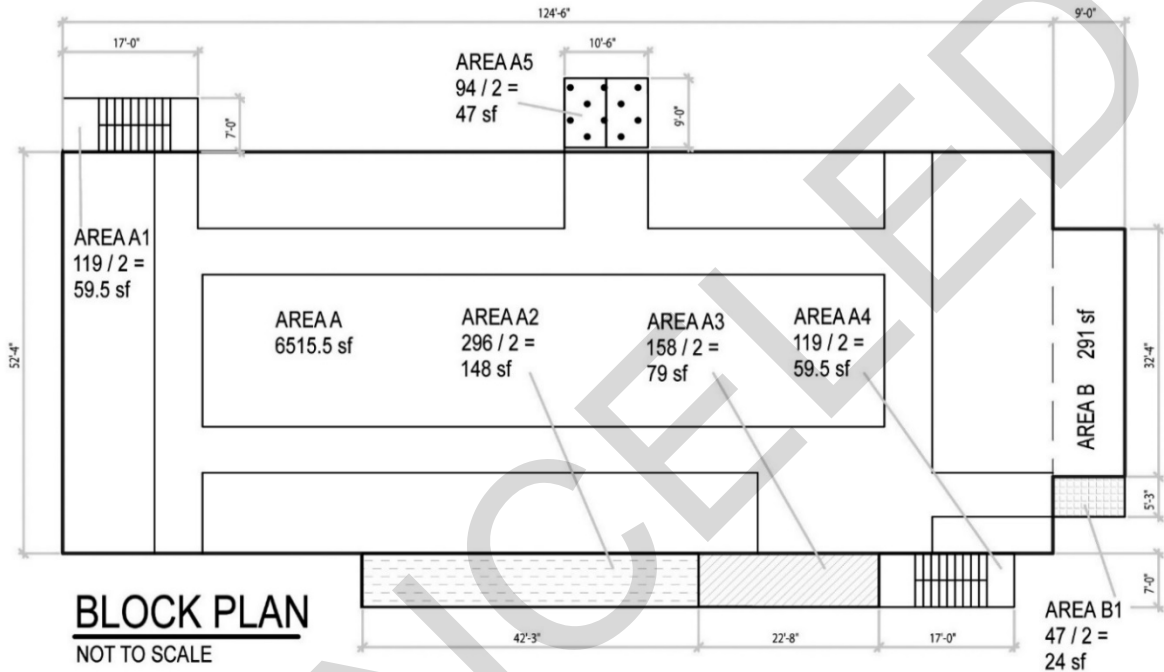 124'-6"
9'-0"
17'-0"
10'-6"
AREA A5
94 / 2 =
47 sf
7'-0"
9'-0"
AREA A1
119 / 2 =
59.5 sf
AREA A
6515.5 sf
AREA A2
296 / 2 =
148 sf
AREA A3
158 / 2 =
79 sf
AREA A4
119 / 2 =
59.5 sf
AREA B 291 sf
52'-4"
32'-4"
5'-3"
7'-0"
BLOCK PLAN
NOT TO SCALE
42'-3"
22'-8"
17'-0"
AREA B1
47 / 2 =
24 sf
NCELED